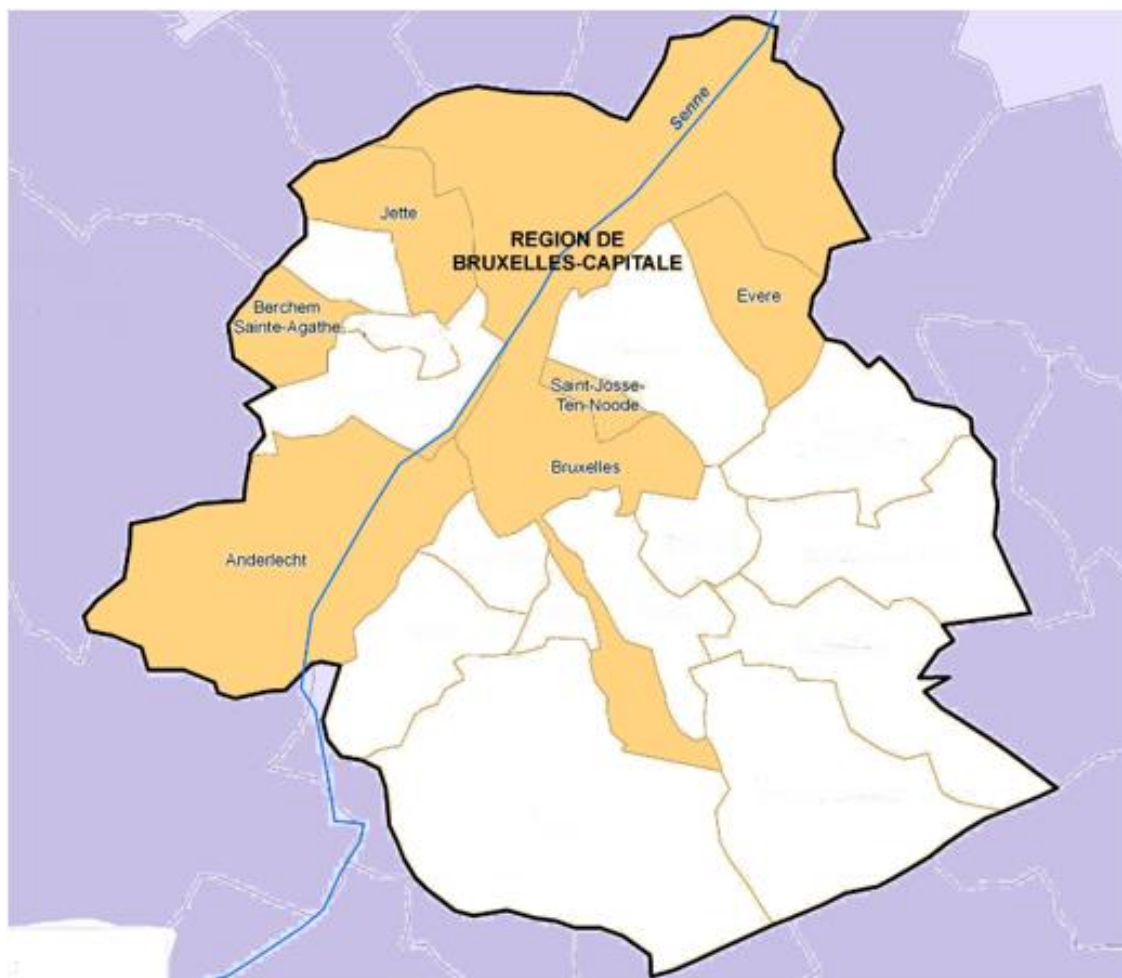 Senne
Jette
REGION DE
BRUXELLES-CAPITALE
Evere
Berchem
Sainte-Agathe
Saint-Josse-
Ten-Noode
Bruxelles
Anderlecht